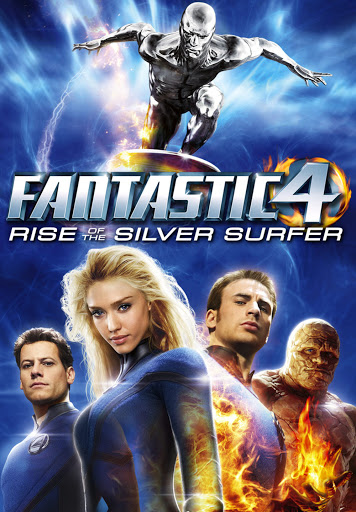 FANTASTIC 4
RISE OF THE SILVER SURFER